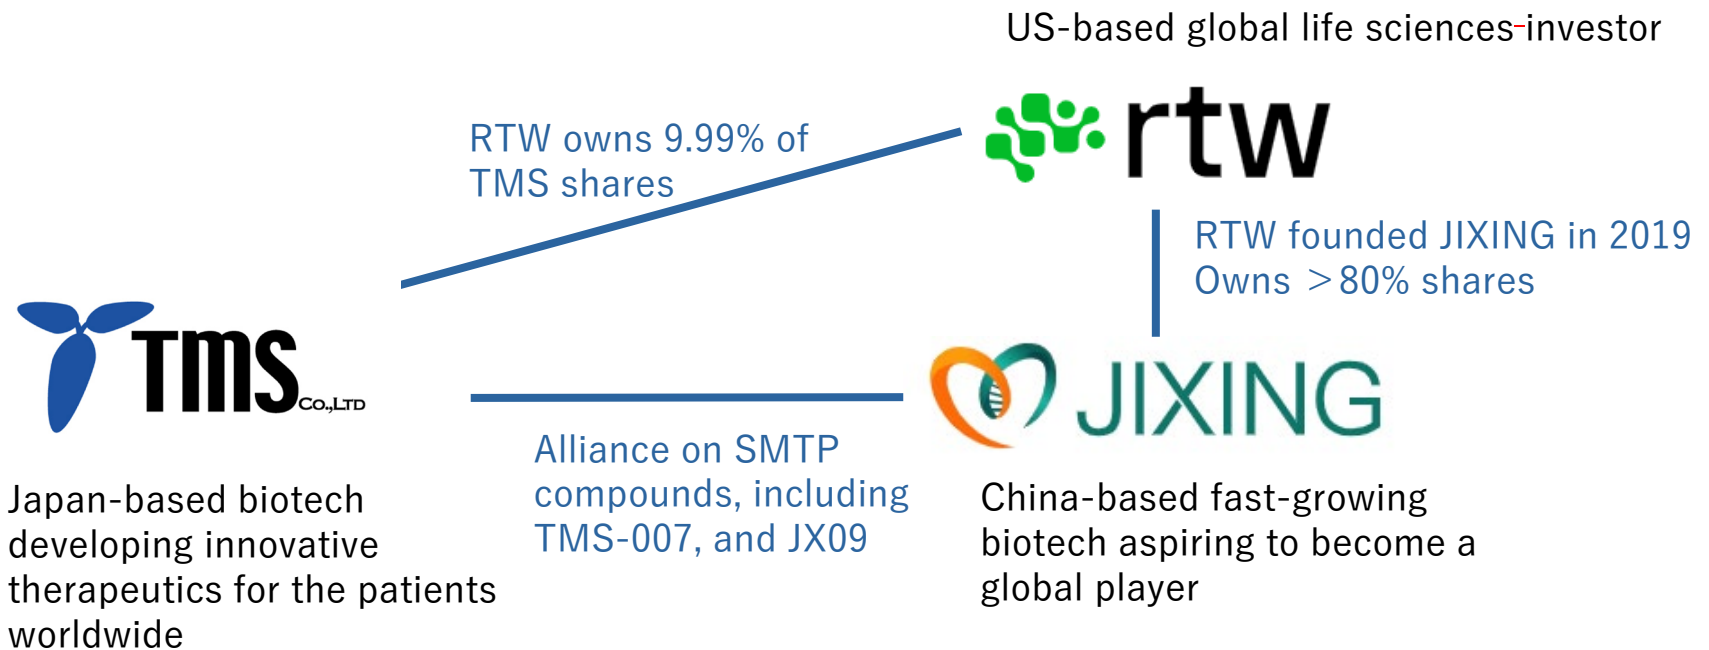 US-based global life sciences-investor
rtw
RTW owns 9.99% of
TMS shares
RTW founded JIXING in 2019
Owns >80% shares
TMS Co.,LTD
JIXING
Alliance on SMTP
compounds, including
TMS-007, and JX09
Japan-based biotech
developing innovative
therapeutics for the patients
worldwide
China-based fast-growing
biotech aspiring to become a
global player